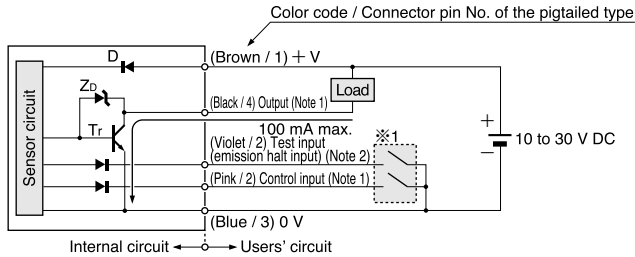 Color code / Connector pin No. of the pigtailed type
D
(Brown / 1) + V
ZD
(Black / 4) Output (Note 1)
Load
Tr
100 mA max.
※1
+
−
10 to 30 V DC
Sensor circuit
(Violet / 2) Test input
(emission halt input) (Note 2)
(Pink / 2) Control input (Note 1)
(Blue / 3) 0 V
Internal circuit
Users' circuit